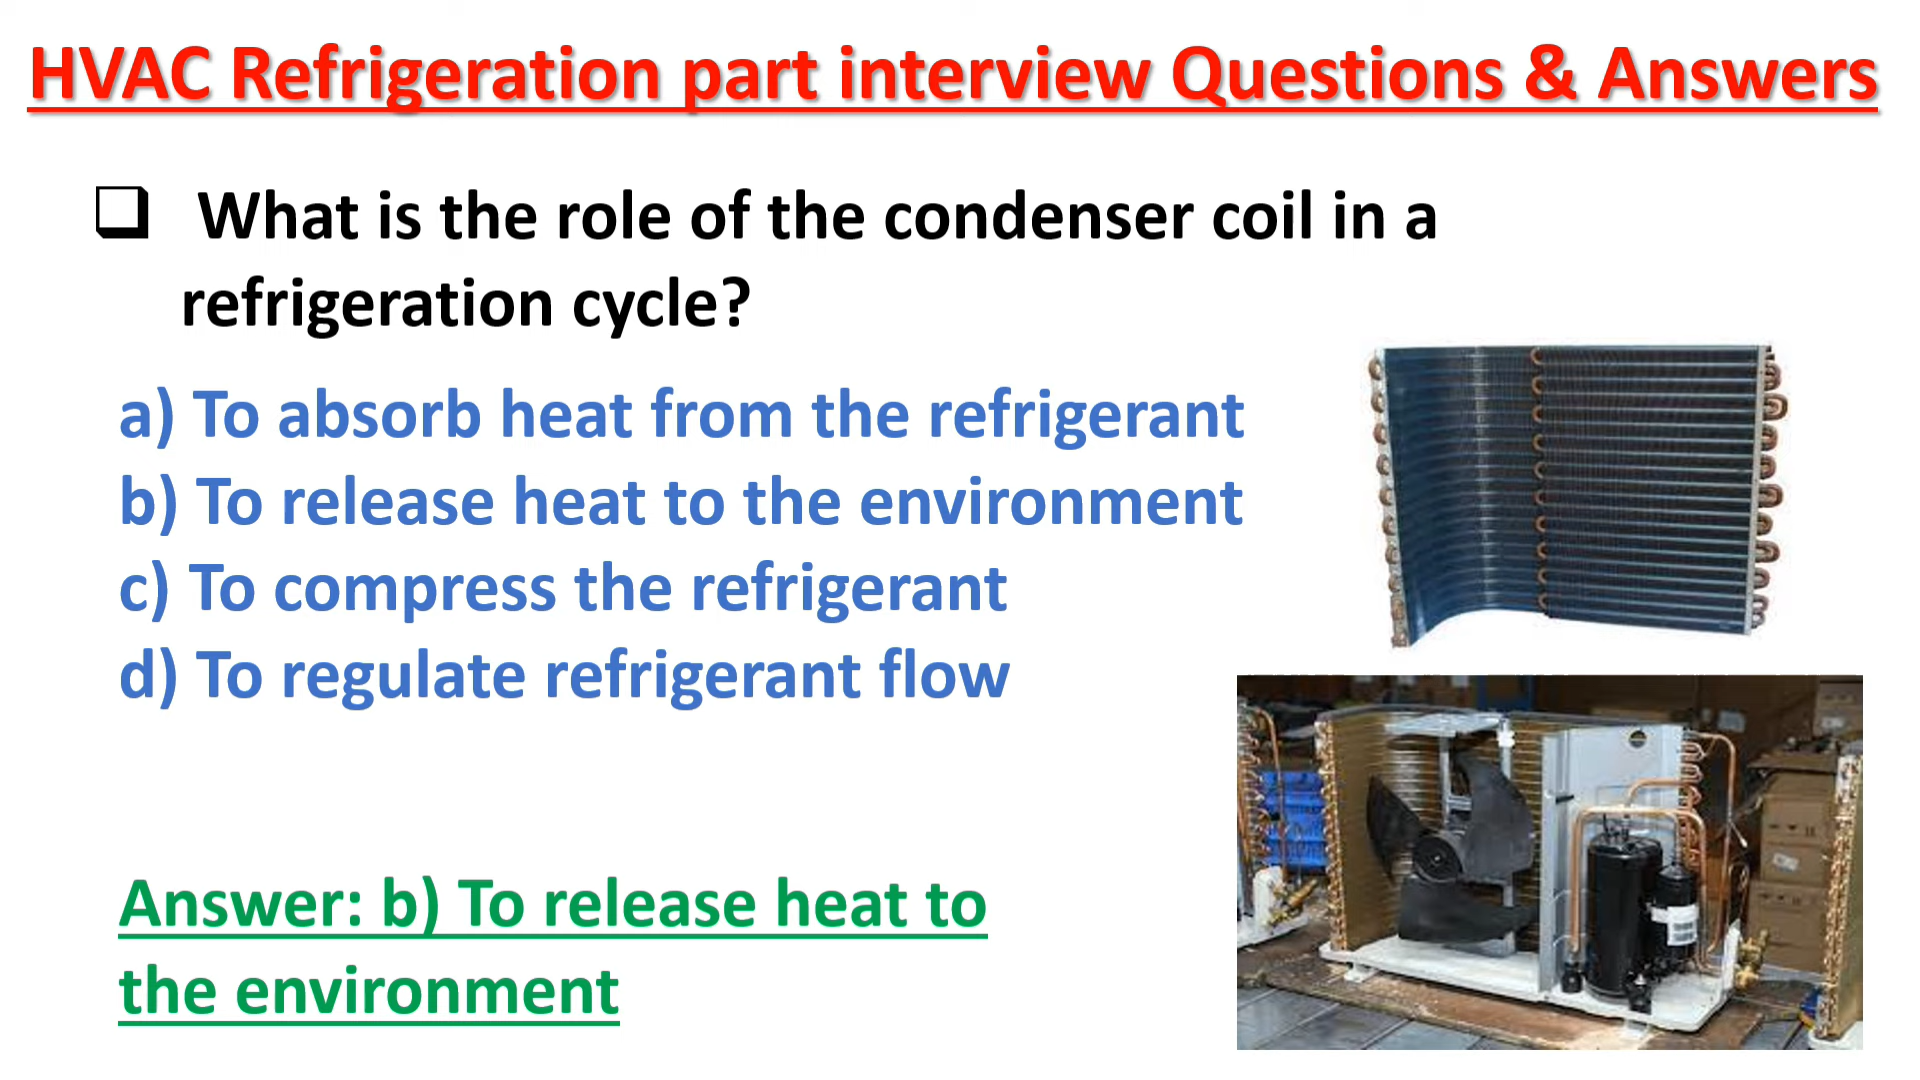 HVAC Refrigeration part interview Questions & Answers
❑ What is the role of the condenser coil in a
refrigeration cycle?
a) To absorb heat from the refrigerant
b) To release heat to the environment
c) To compress the refrigerant
d) To regulate refrigerant flow
Answer: b) To release heat to
the environment